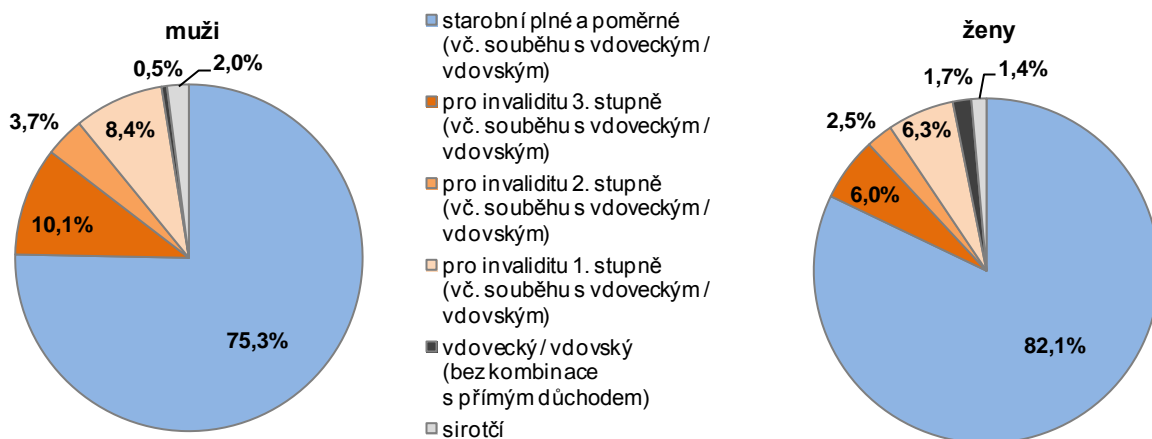 muži
0,5%
2,0%
3,7%
8,4%
10,1%
75,3%
starobní plné a poměrné
(vč. souběhu s vdoveckým /
vdovským)
pro invaliditu 3. stupně
(vč. souběhu s vdoveckým /
vdovským)
pro invaliditu 2. stupně
(vč. souběhu s vdoveckým /
vdovským)
pro invaliditu 1. stupně
(vč. souběhu s vdoveckým /
vdovským)
vdovecký / vdovský
(bez kombinace
s přímým důchodem)
sirotčí
ženy
1,7%
1,4%
2,5%
6,3%
6,0%
82,1%